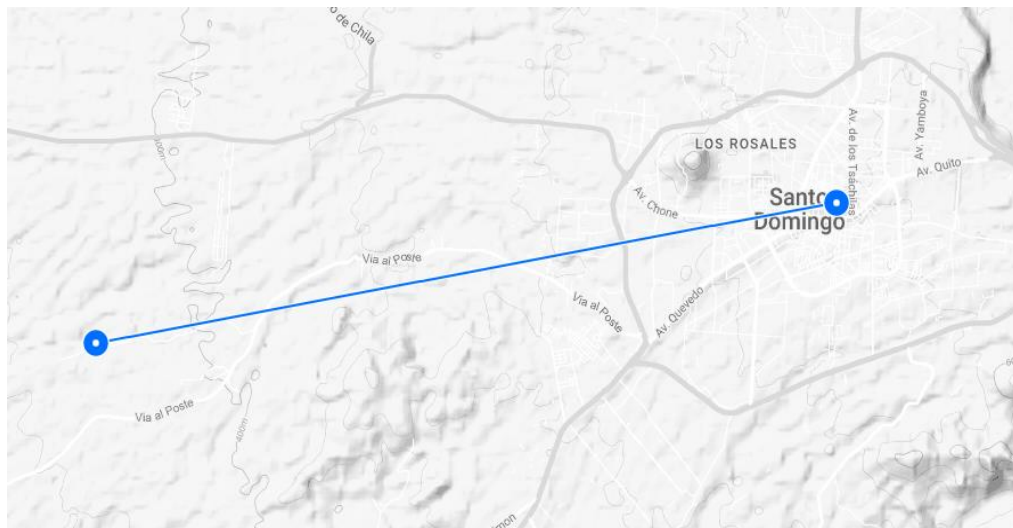 o de Chila
400m
LOS ROSALES
Av. de los Tsáchilas
Av. Yamboya
Av. Quito
Av. Chone
Santo
Domingo
Via al Poste
Via al Poste
Av. Quevedo
Via al Poste
400m